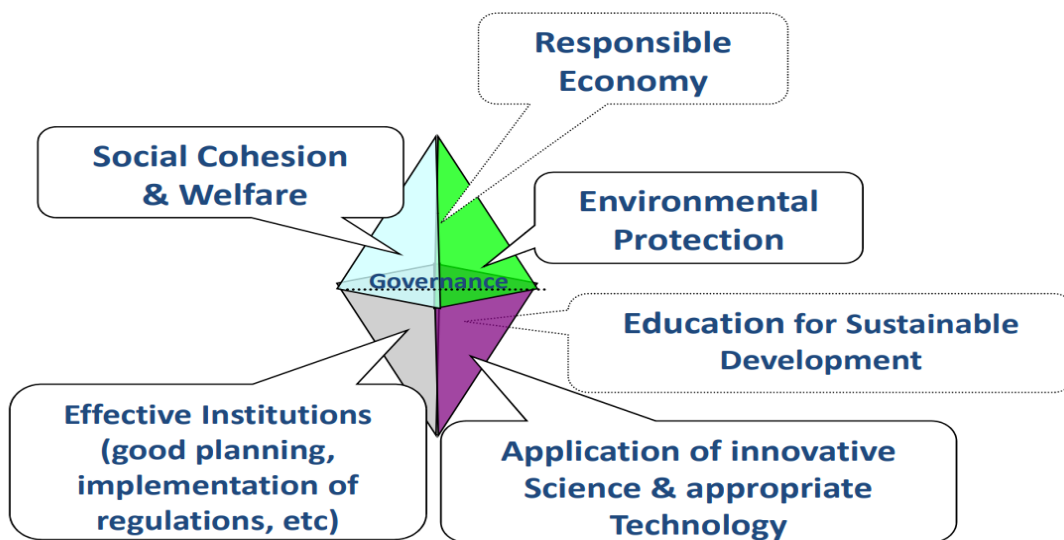 Responsible
Economy
Social Cohesion
& Welfare
Environmental
Protection
Governance
Education for Sustainable
Development
Effective Institutions
(good planning,
implementation of
regulations, etc)
Application of innovative
Science & appropriate
Technology